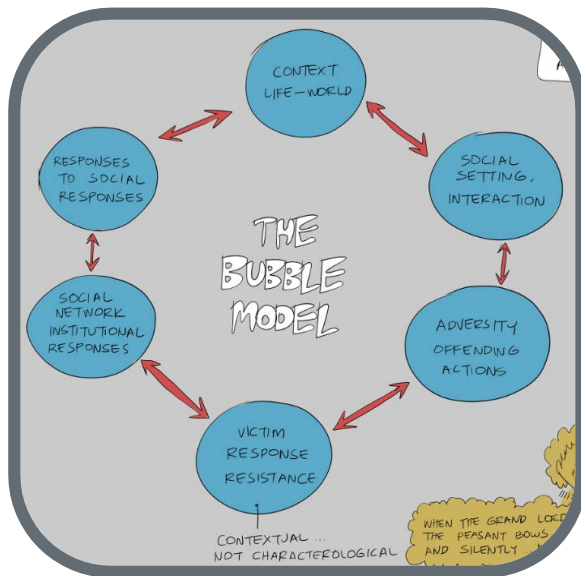 CONTEXT
LIFE-WORLD
RESPONSES
TO SOCIAL
RESPONSES
SOCIAL
SETTING,
INTERACTION
THE
BUBBLE
MODEL
SOCIAL
NETWORK
INSTITUTIONAL
RESPONSES
ADVERSITY
OFFENDING
ACTIONS
VICTIM
RESPONSE
RESISTANCE
CONTEXTUAL...
NOT CHARACTEROLOGICAL
WHEN THE GRAND LORD
THE PEASANT BOWS
AND SILENTLY...